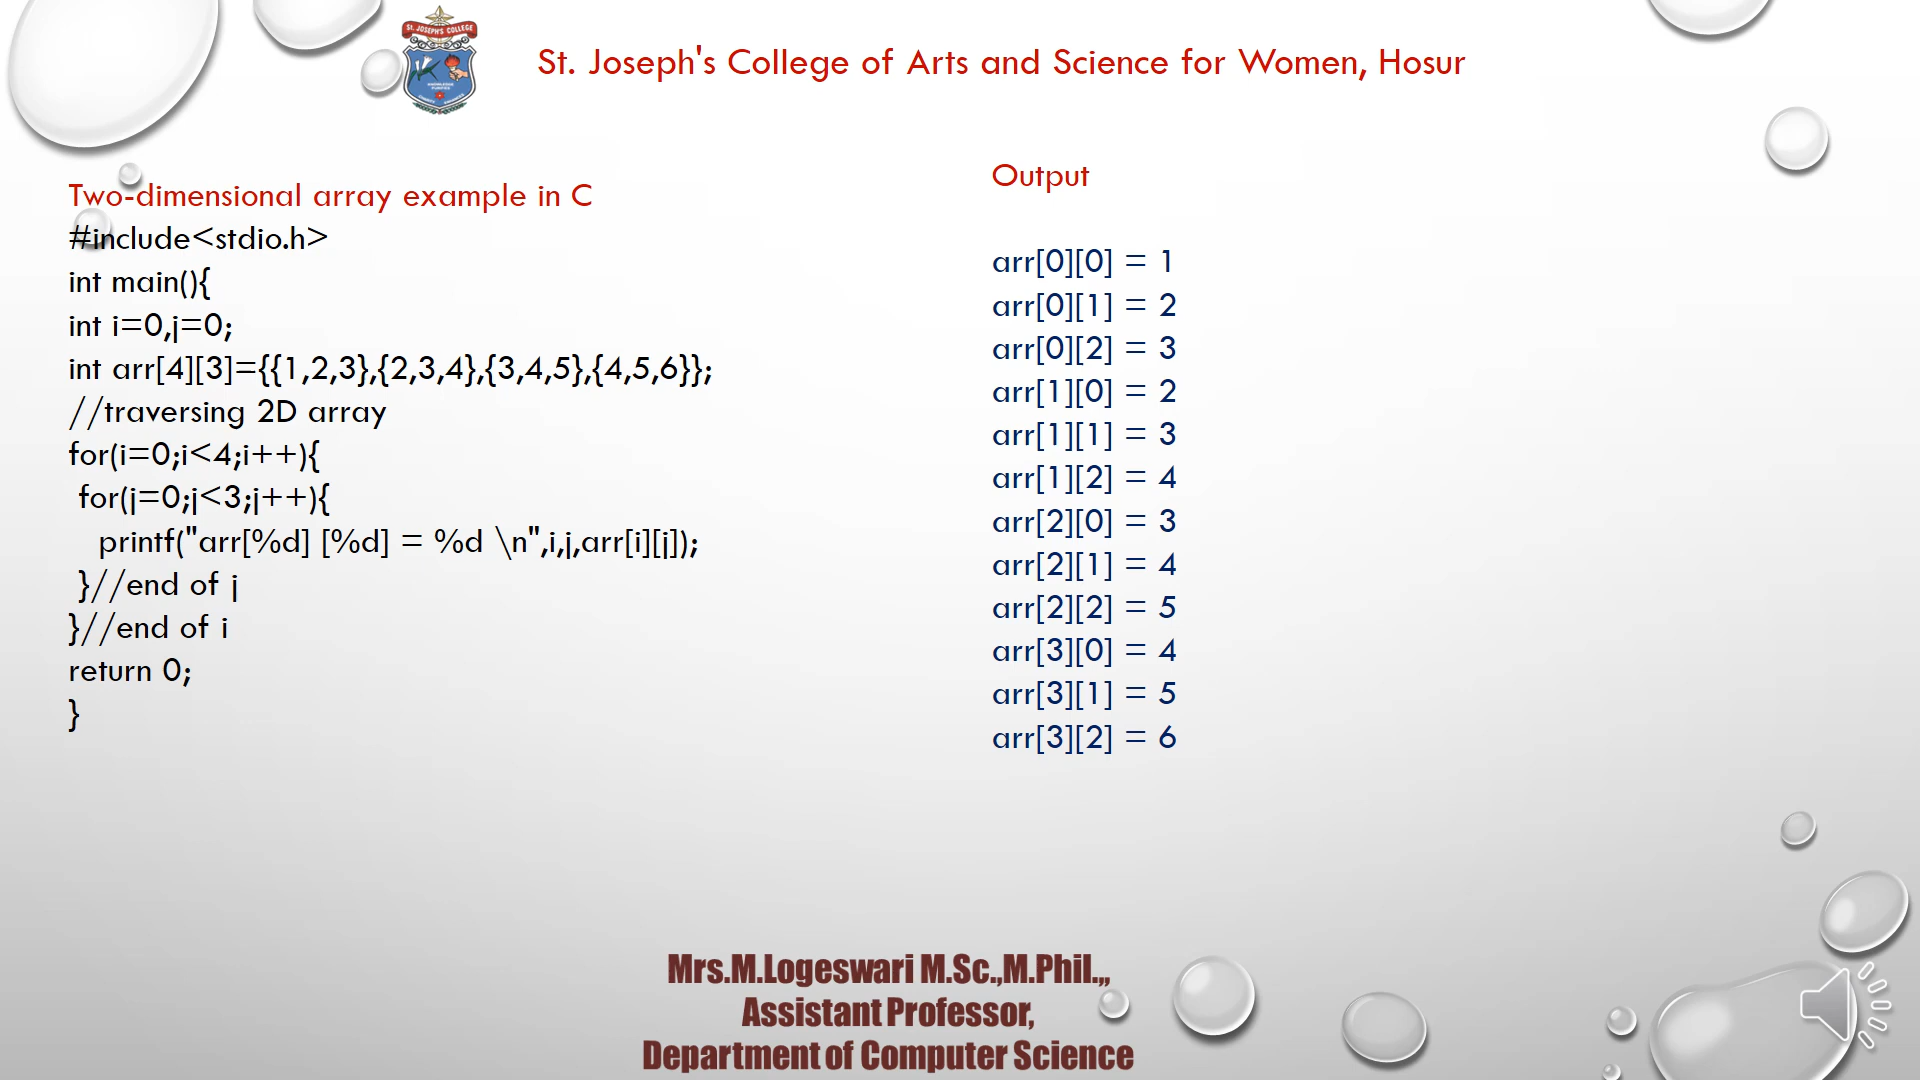 ST. JOSEPH'S COLLEGE
St. Joseph's College of Arts and Science for Women, Hosur
Two-dimensional array example in C
#include<stdio.h>
int main(){
int i=0,j=0;
int arr[4][3]={{1,2,3},{2,3,4},{3,4,5},{4,5,6}};
//traversing 2D array
for(i=0;i<4;i++){
for(j=0;j<3;j++){
printf("arr[%d] [%d] = %d \n",i,j,arr[i][j]);
}//end of j
}//end of i
return 0;
}
Output
arr[0][0] = 1
arr[0][1] = 2
arr[0][2] = 3
arr[1][0] = 2
arr[1][1] = 3
arr[1][2] = 4
arr[2][0] = 3
arr[2][1] = 4
arr[2][2] = 5
arr[3][0] = 4
arr[3][1] = 5
arr[3][2] = 6
Mrs.M.Logeswari M.Sc.,M.Phil.,,
Assistant Professor,
Department of Computer Science